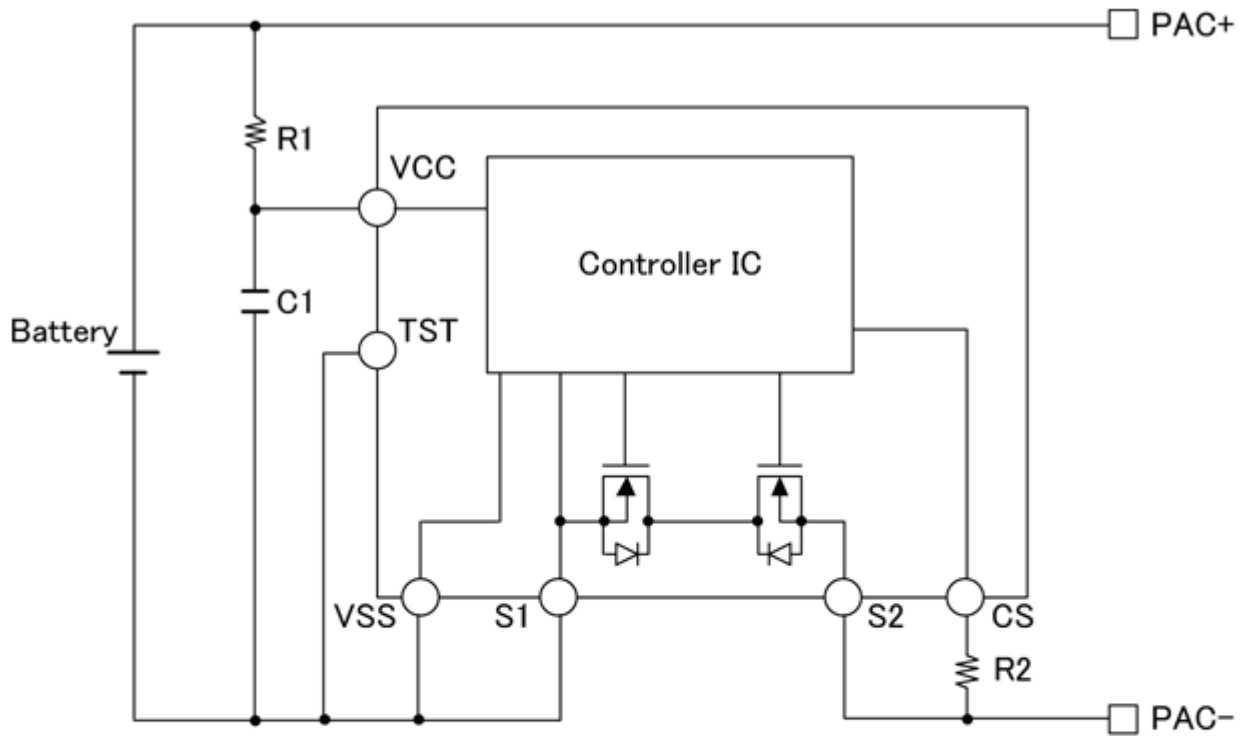 PAC+
R1
VCC
Controller IC
C1
Battery
TST
VSS
S1
S2
CS
R2
PAC-